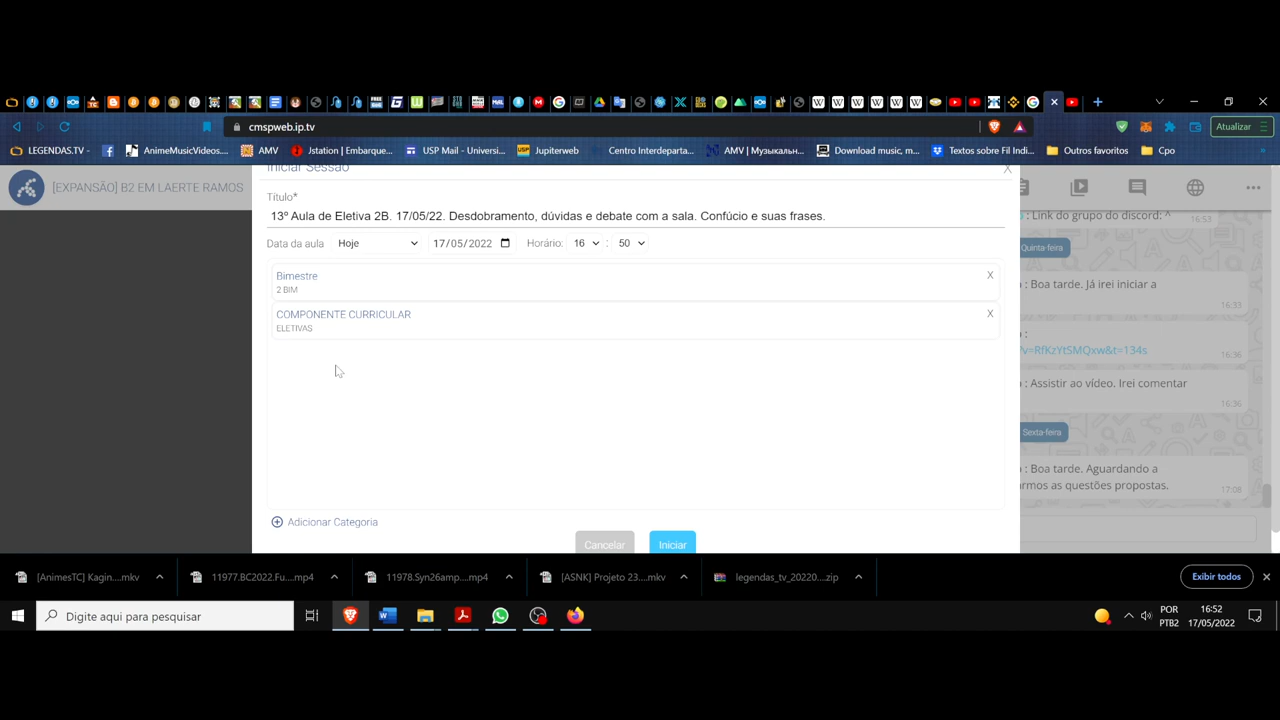 cmspweb.ip.tv
Atualizar
LEGENDAS.TV -
AnimeMusicVideos...
AMV
Jstation | Embarque...
USP Mail - Universi...
Jupiterweb
Centro Interdeparta...
AMV | Музыкальн...
Download music, m...
Textos sobre Fil Indi...
Outros favoritos
Cpo
[EXPANSÃO] B2 EM LAERTE RAMOS
Iniciar Sessão
X
Título*
13º Aula de Eletiva 2B. 17/05/22. Desdobramento, dúvidas e debate com a sala. Confúcio e suas frases.
Data da aula Hoje 17/05/2022 Horário: 16 : 50
Bimestre X
2 BIM
COMPONENTE CURRICULAR X
ELETIVAS
Adicionar Categoria
Cancelar Iniciar
: Link do grupo do discord: ^
16:53
Quinta-feira
: Boa tarde. Já irei iniciar a
16:33
:
?v=RfKzYtSMQxw&t=134s
16:36
: Assistir ao vídeo. Irei comentar
16:36
Sexta-feira
: Boa tarde. Aguardando a
armos as questões propostas.
17:08
[AnimesTC] Kagin....mkv
11977.BC2022.Fu....mp4
11978.Syn26amp....mp4
[ASNK] Projeto 23....mkv
legendas_tv_20220...zip
Exibir todos
Digite aqui para pesquisar
POR
PTB2
16:52
17/05/2022